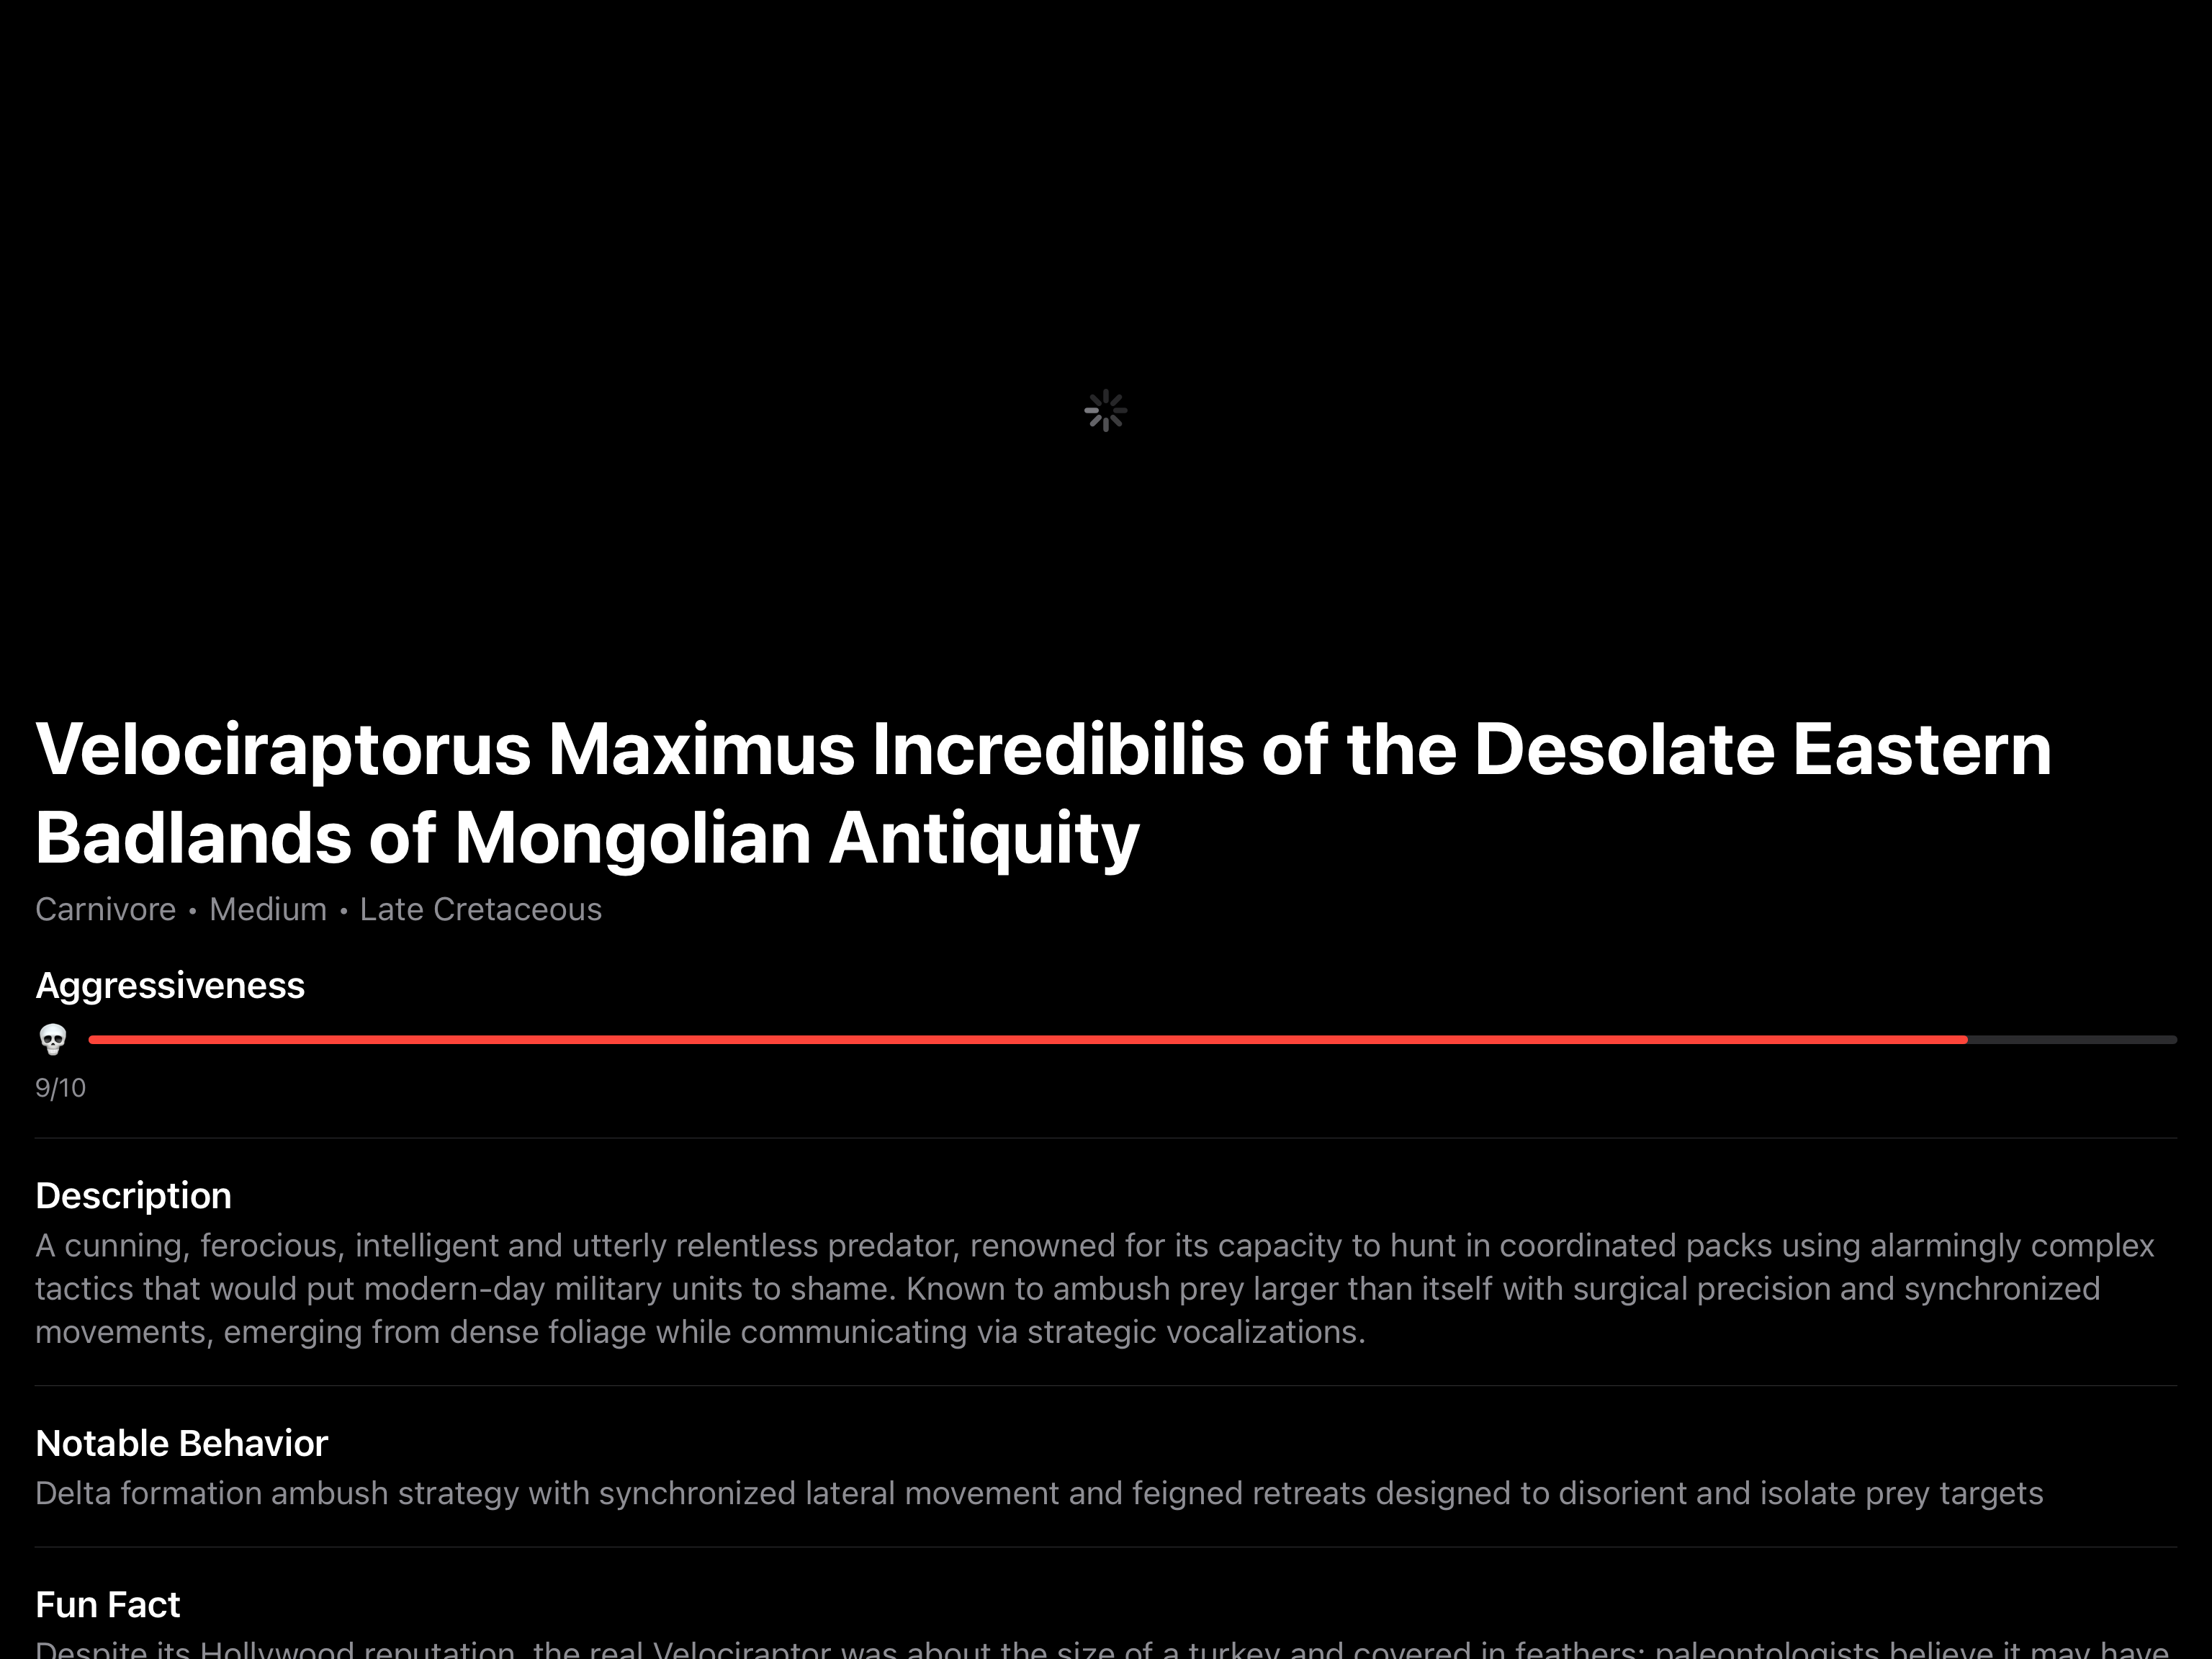 Velociraptorus Maximus Incredibilis of the Desolate Eastern
Badlands of Mongolian Antiquity
Carnivore • Medium • Late Cretaceous
Aggressiveness
9/10
Description
A cunning, ferocious, intelligent and utterly relentless predator, renowned for its capacity to hunt in coordinated packs using alarmingly complex
tactics that would put modern-day military units to shame. Known to ambush prey larger than itself with surgical precision and synchronized
movements, emerging from dense foliage while communicating via strategic vocalizations.
Notable Behavior
Delta formation ambush strategy with synchronized lateral movement and feigned retreats designed to disorient and isolate prey targets
Fun Fact
Despite its Hollywood reputation, the real Velociraptor was about the size of a turkey and covered in feathers; paleontologists believe it may have